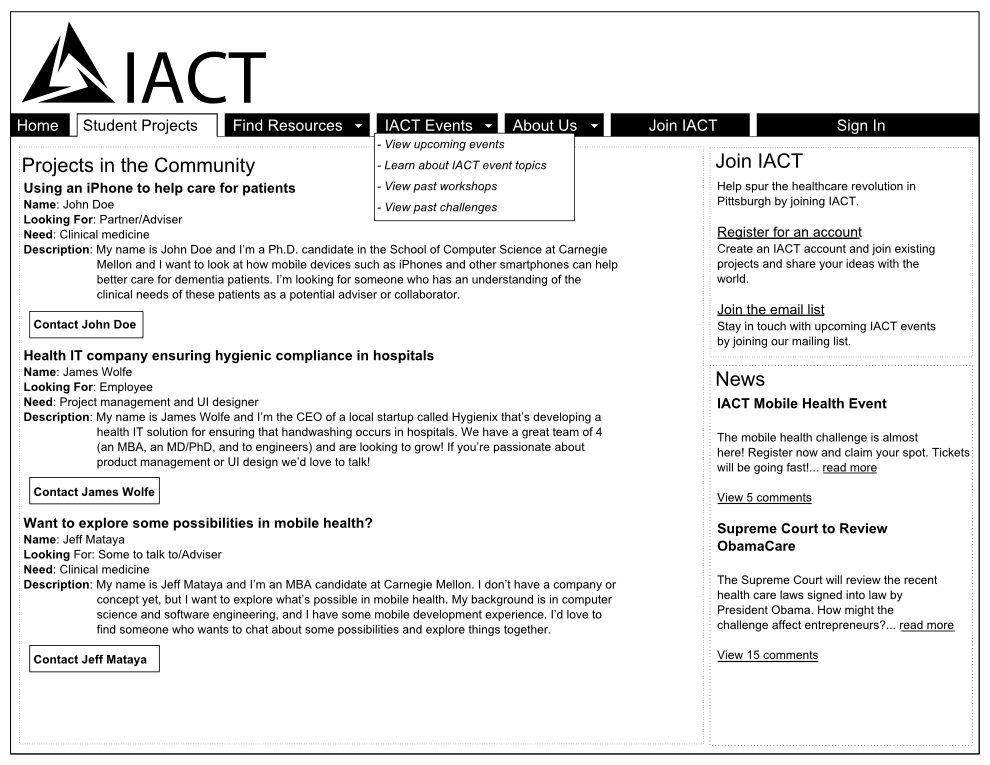 IACT
Home
Student Projects
Find Resources
IACT Events
About Us
Join IACT
Sign In
- View upcoming events
- Learn about IACT event topics
- View past workshops
- View past challenges
Projects in the Community
Using an iPhone to help care for patients
Name: John Doe
Looking For: Partner/Adviser
Need: Clinical medicine
Description: My name is John Doe and I'm a Ph.D. candidate in the School of Computer Science at Carnegie
Mellon and I want to look at how mobile devices such as iPhones and other smartphones can help
better care for dementia patients. I'm looking for someone who has an understanding of the
clinical needs of these patients as a potential adviser or collaborator.
Contact John Doe
Health IT company ensuring hygienic compliance in hospitals
Name: James Wolfe
Looking For: Employee
Need: Project management and UI designer
Description: My name is James Wolfe and I'm the CEO of a local startup called Hygienix that's developing a
health IT solution for ensuring that handwashing occurs in hospitals. We have a great team of 4
(an MBA, an MD/PhD, and to engineers) and are looking to grow! If you're passionate about
product management or UI design we'd love to talk!
Contact James Wolfe
Want to explore some possibilities in mobile health?
Name: Jeff Mataya
Looking For: Some to talk to/Adviser
Need: Clinical medicine
Description: My name is Jeff Mataya and I'm an MBA candidate at Carnegie Mellon. I don't have a company or
concept yet, but I want to explore what's possible in mobile health. My background is in computer
science and software engineering, and I have some mobile development experience. I'd love to
find someone who wants to chat about some possibilities and explore things together.
Contact Jeff Mataya
Join IACT
Help spur the healthcare revolution in
Pittsburgh by joining IACT.
Register for an account
Create an IACT account and join existing
projects and share your ideas with the
world.
Join the email list
Stay in touch with upcoming IACT events
by joining our mailing list.
News
IACT Mobile Health Event
The mobile health challenge is almost
here! Register now and claim your spot. Tickets
will be going fast!... read more
View 5 comments
Supreme Court to Review
ObamaCare
The Supreme Court will review the recent
health care laws signed into law by
President Obama. How might the
challenge affect entrepreneurs?... read more
View 15 comments